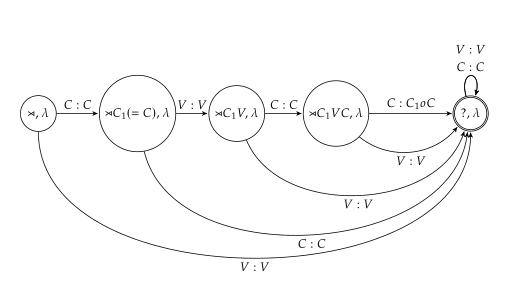 V : V
C : C
C : C
V : V
C : C
C : C₁oC
⋊, λ
⋊C₁(= C), λ
⋊C₁V, λ
⋊C₁VC, λ
?, λ
V : V
V : V
C : C
V : V